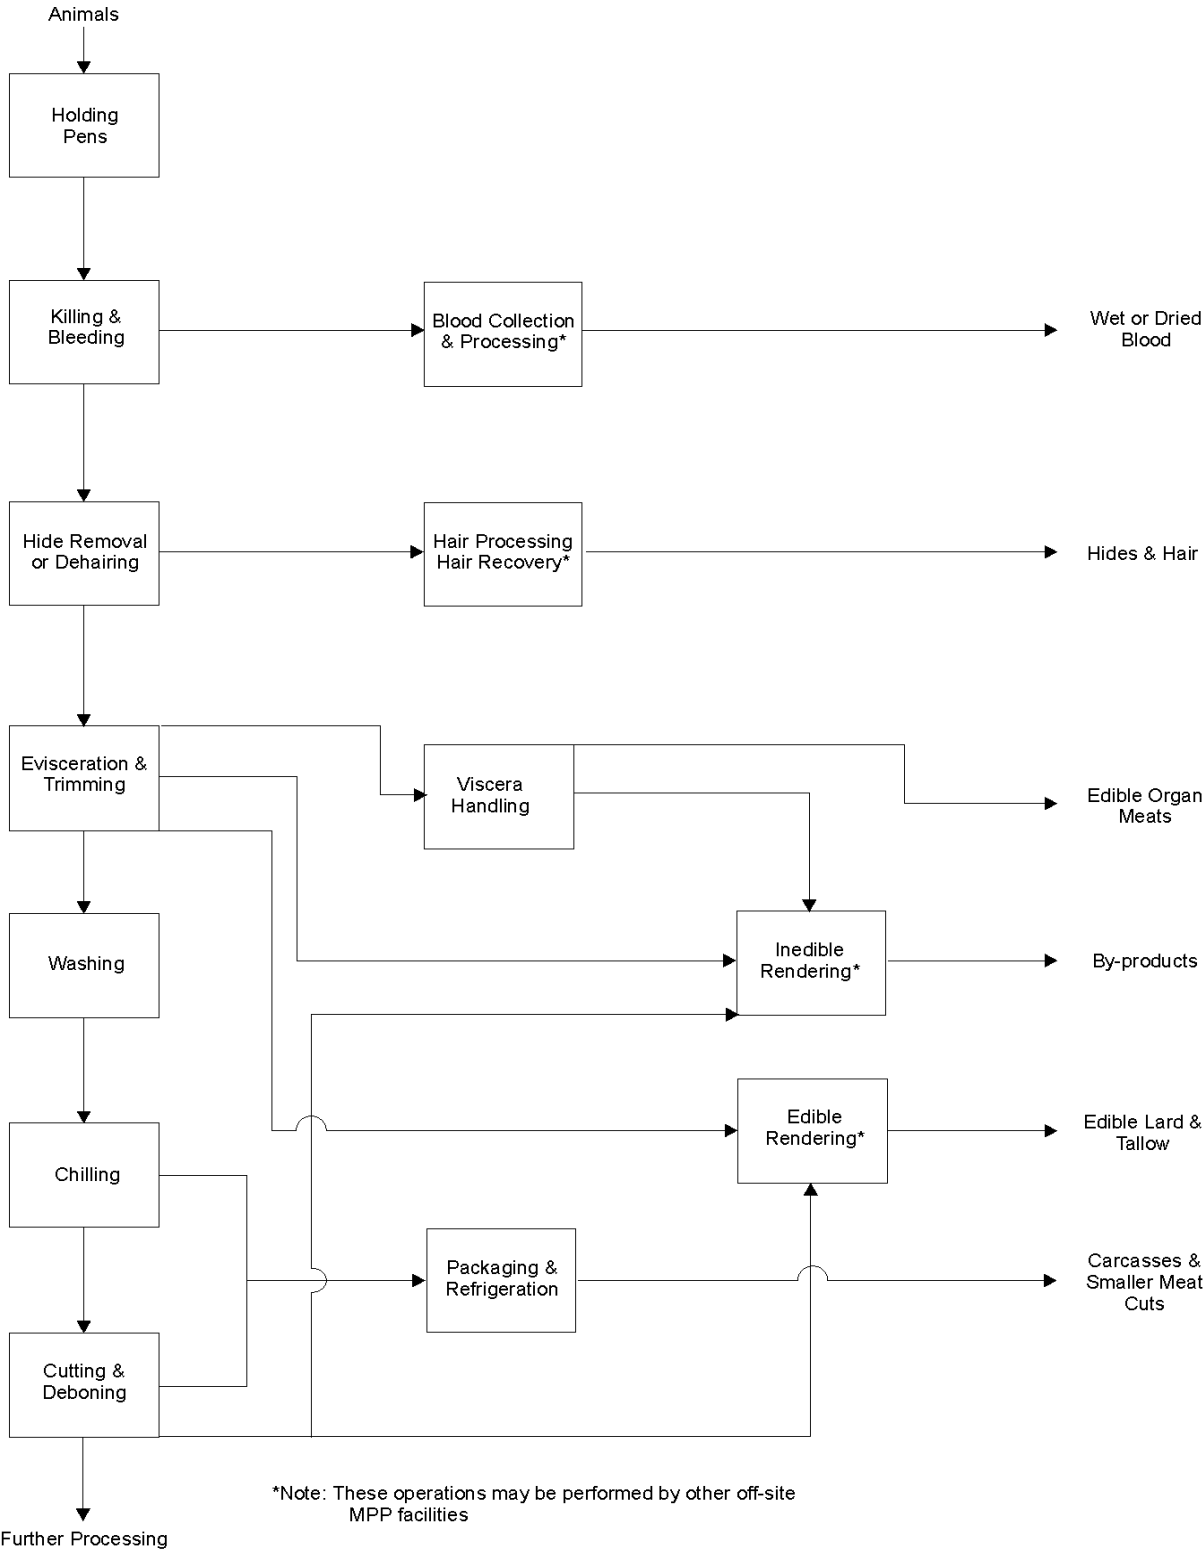 Animals
Holding
Pens
Killing &
Bleeding
Blood Collection
& Processing*
Wet or Dried
Blood
Hide Removal
or Dehairing
Hair Processing
Hair Recovery*
Hides & Hair
Evisceration &
Trimming
Viscera
Handling
Edible Organ
Meats
Washing
Inedible
Rendering*
By-products
Chilling
Edible
Rendering*
Edible Lard &
Tallow
Packaging &
Refrigeration
Carcasses &
Smaller Meat
Cuts
Cutting &
Deboning
*Note: These operations may be performed by other off-site
MPP facilities
Further Processing